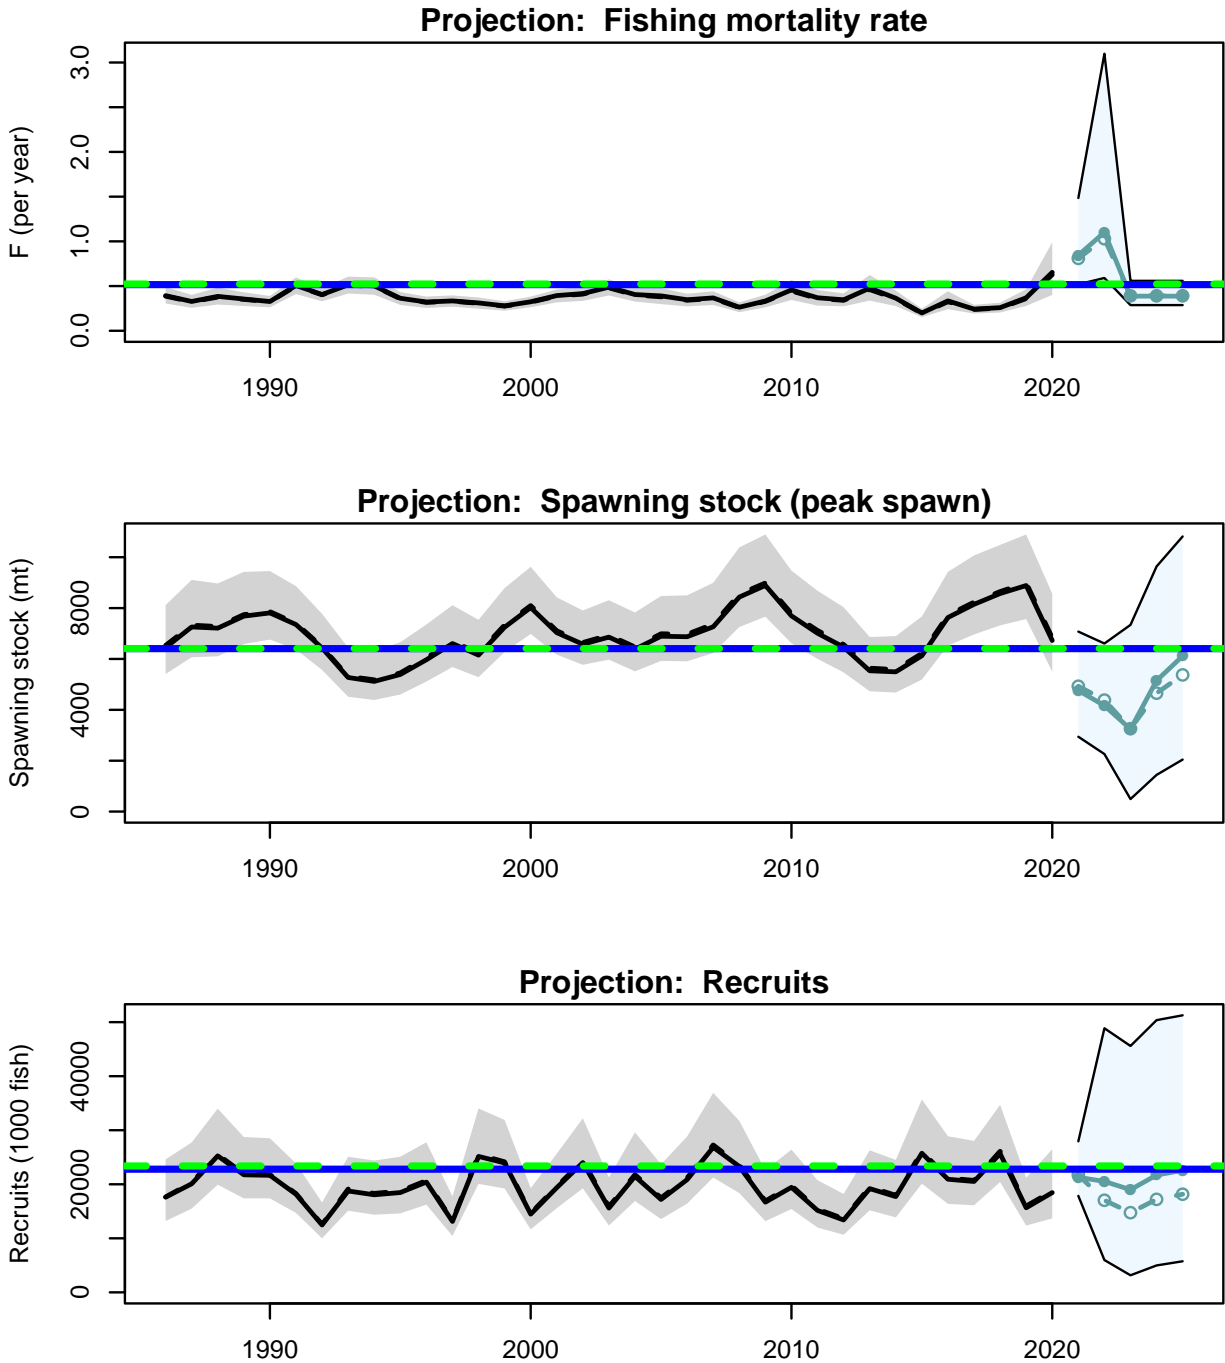 Projection:  Fishing mortality rate
F (per year)
3.0
2.0
1.0
0.0
1990 2000 2010 2020
Projection:  Spawning stock (peak spawn)
Spawning stock (mt)
8000
4000
0
1990 2000 2010 2020
Projection:  Recruits
Recruits (1000 fish)
40000
20000
0
1990 2000 2010 2020